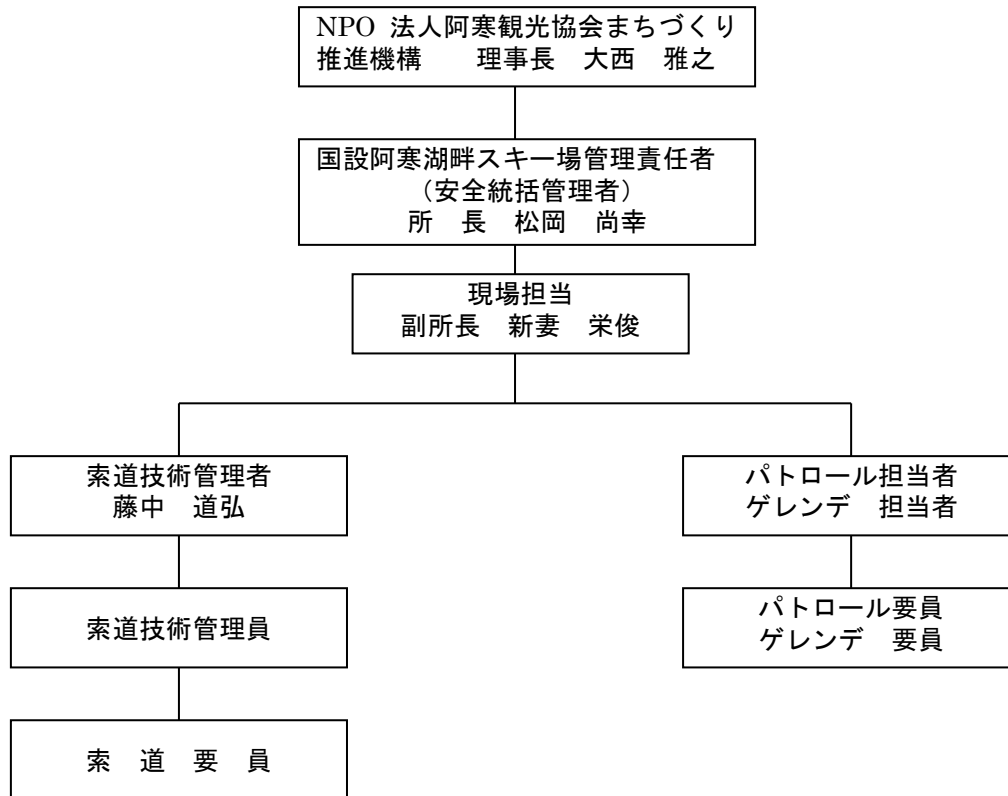 NPO 法人阿寒観光協会まちづくり
推進機構　　理事長　大西　雅之
国設阿寒湖畔スキー場管理責任者
（安全統括管理者）
所　長　松岡　尚幸
現場担当
副所長　新妻　栄俊
索道技術管理者
藤中　道弘
パトロール担当者
ゲレンデ　担当者
索道技術管理員
パトロール要員
ゲレンデ　要員
索　道　要　員